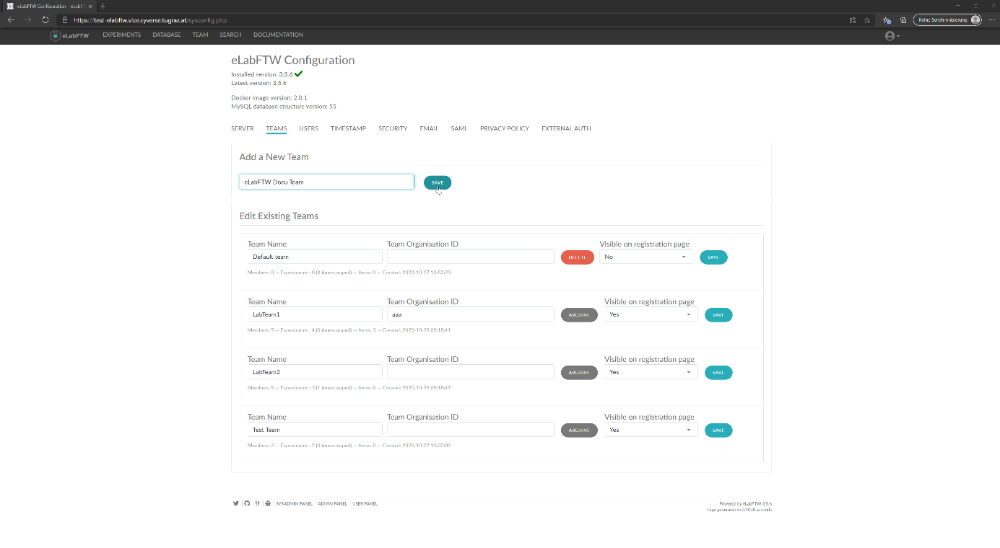 eLabFTW Configuration - eLabFT
https://test-elabftw.vice.cyverse.tugraz.at/sysconfig.php
Keine Synchronisierung
eLabFTW
EXPERIMENTS DATABASE TEAM SEARCH DOCUMENTATION
eLabFTW Configuration
Installed version: 3.5.6
Latest version: 3.5.6
Docker image version: 2.0.1
MySQL database structure version: 55
SERVER TEAMS USERS TIMESTAMP SECURITY EMAIL SAML PRIVACY POLICY EXTERNAL AUTH
Add a New Team
eLabFTW Docu Team SAVE
Edit Existing Teams
Team Name Team Organisation ID Visible on registration page
Default team DELETE No SAVE
Members: 0 — Experiments : 0 (0 timestamped) — Items: 0 — Created: 2020-10-27 13:52:20
Team Name Team Organisation ID Visible on registration page
LabTeam1 aaa ARCHIVE Yes SAVE
Members: 5 — Experiments : 4 (0 timestamped) — Items: 3 — Created: 2020-10-29 09:18:41
Team Name Team Organisation ID Visible on registration page
LabTeam2 ARCHIVE Yes SAVE
Members: 5 — Experiments : 3 (1 timestamped) — Items: 0 — Created: 2020-10-29 09:18:47
Team Name Team Organisation ID Visible on registration page
Test Team ARCHIVE Yes SAVE
Members: 2 — Experiments : 2 (0 timestamped) — Items: 0 — Created: 2020-10-27 15:02:09
SYSADMIN PANEL ADMIN PANEL USER PANEL
Powered by eLabFTW 3.5.6
Page generated in 0.1038 seconds